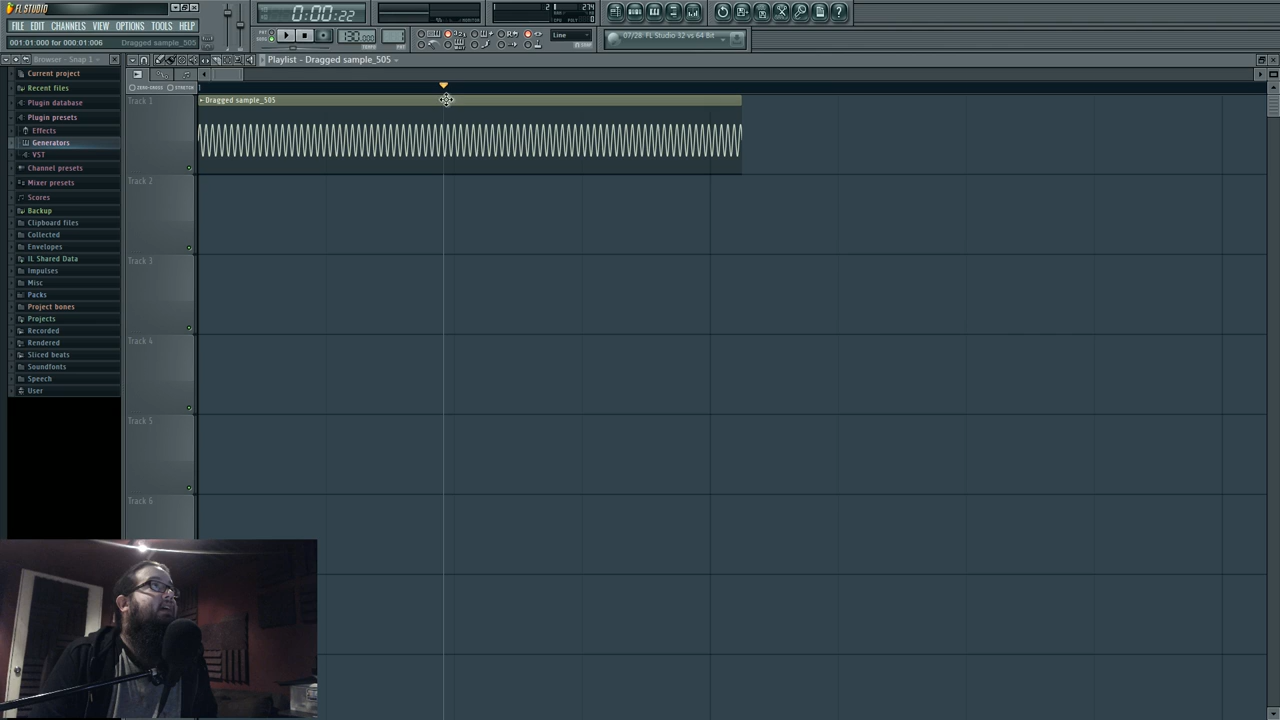 FL STUDIO
FILE EDIT CHANNELS VIEW OPTIONS TOOLS HELP
001:01:000 for 000:01:006 Dragged sample_505
0:00:22
Line
07/28: FL Studio 32 vs 64 Bit
Browser - Snap 1
Playlist - Dragged sample_505
Current project
Recent files
Plugin database
Plugin presets
Effects
Generators
VST
Channel presets
Mixer presets
Scores
Backup
Clipboard files
Collected
Envelopes
IL Shared Data
Impulses
Misc
Packs
Project bones
Projects
Recorded
Rendered
Sliced beats
Soundfonts
Speech
User
STRETCH
Track 1
Dragged sample_505
Track 2
Track 3
Track 4
Track 5
Track 6